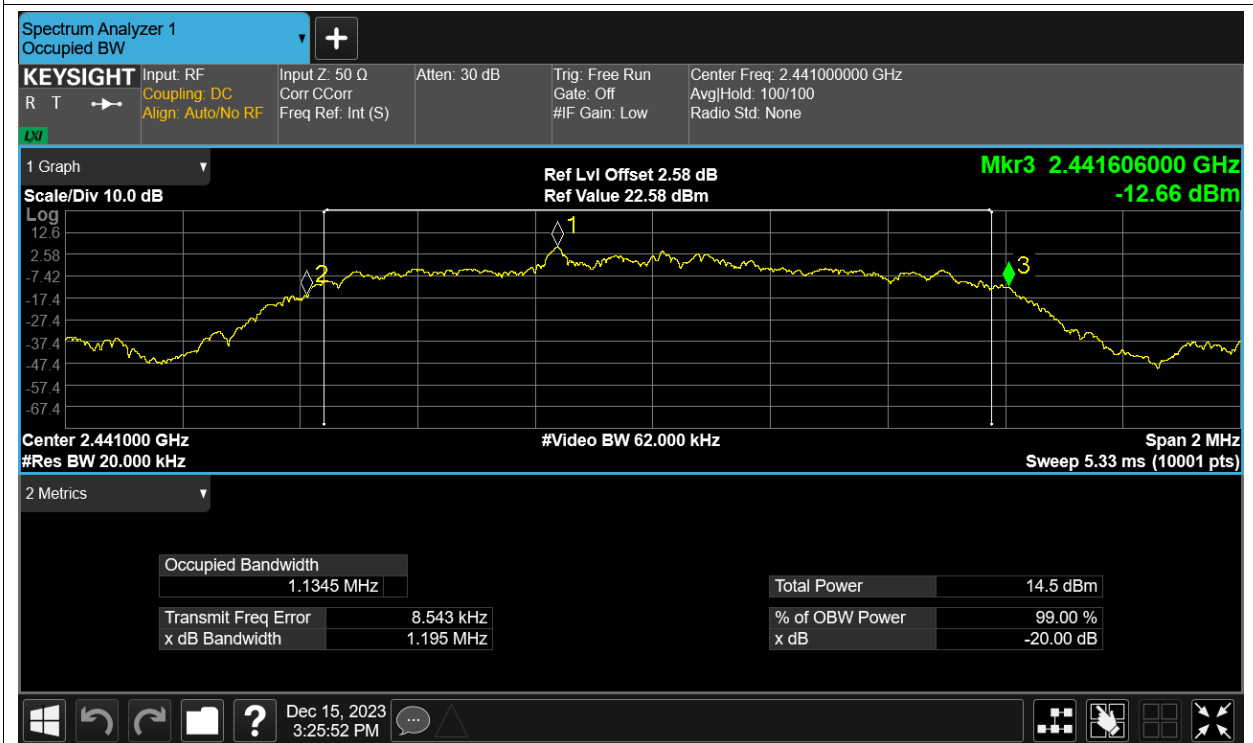 Spectrum Analyzer 1
Occupied BW
KEYSIGHT
R T
LXI
Input: RF
Coupling: DC
Align: Auto/No RF
Input Z: 50 Ω
Corr CCorr
Freq Ref: Int (S)
Atten: 30 dB
Trig: Free Run
Gate: Off
#IF Gain: Low
Center Freq: 2.441000000 GHz
Avg|Hold: 100/100
Radio Std: None
1 Graph
Scale/Div 10.0 dB
Ref Lvl Offset 2.58 dB
Ref Value 22.58 dBm
Mkr3 2.441606000 GHz
-12.66 dBm
Log
12.6
2.58
-7.42
-17.4
-27.4
-37.4
-47.4
-57.4
-67.4
1
2
3
Center 2.441000 GHz
#Video BW 62.000 kHz
Span 2 MHz
#Res BW 20.000 kHz
Sweep 5.33 ms (10001 pts)
2 Metrics
Occupied Bandwidth
1.1345 MHz
Total Power 14.5 dBm
Transmit Freq Error 8.543 kHz
% of OBW Power 99.00 %
x dB Bandwidth 1.195 MHz
x dB -20.00 dB
?
Dec 15, 2023
3:25:52 PM